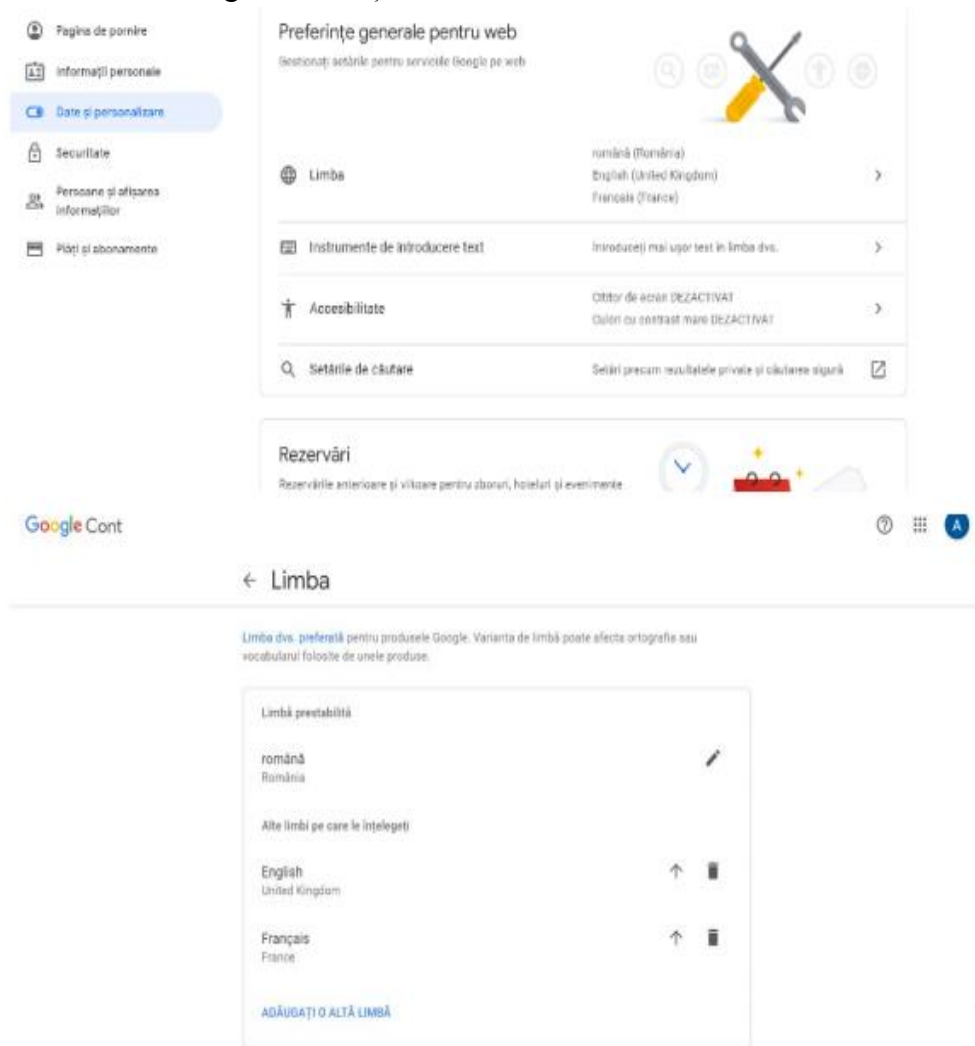 Pagina de pornire
Informații personale
Date și personalizare
Securitate
Persoane și afișarea
informațiilor
Plăți și abonamente
Preferințe generale pentru web
Gestionați setările pentru serviciile Google pe web
Limba
română (România)
English (United Kingdom)
Français (France)
Instrumente de introducere text
Introduceți mai ușor text în limba dvs.
Accesibilitate
Cititor de ecran DEZACTIVAT
Culori cu contrast mare DEZACTIVAT
Setările de căutare
Setări precum rezultatele private și căutarea sigură
Rezervări
Rezervările anterioare și viitoare pentru zboruri, hoteluri și evenimente
Google Cont
A
Limba
Limba dvs. preferată pentru produsele Google. Varianta de limbă poate afecta ortografia sau
vocabularul folosite de unele produse.
Limbă prestabilită
română
România
Alte limbi pe care le înțelegeți
English
United Kingdom
Français
France
ADĂUGAȚI O ALTĂ LIMBĂ